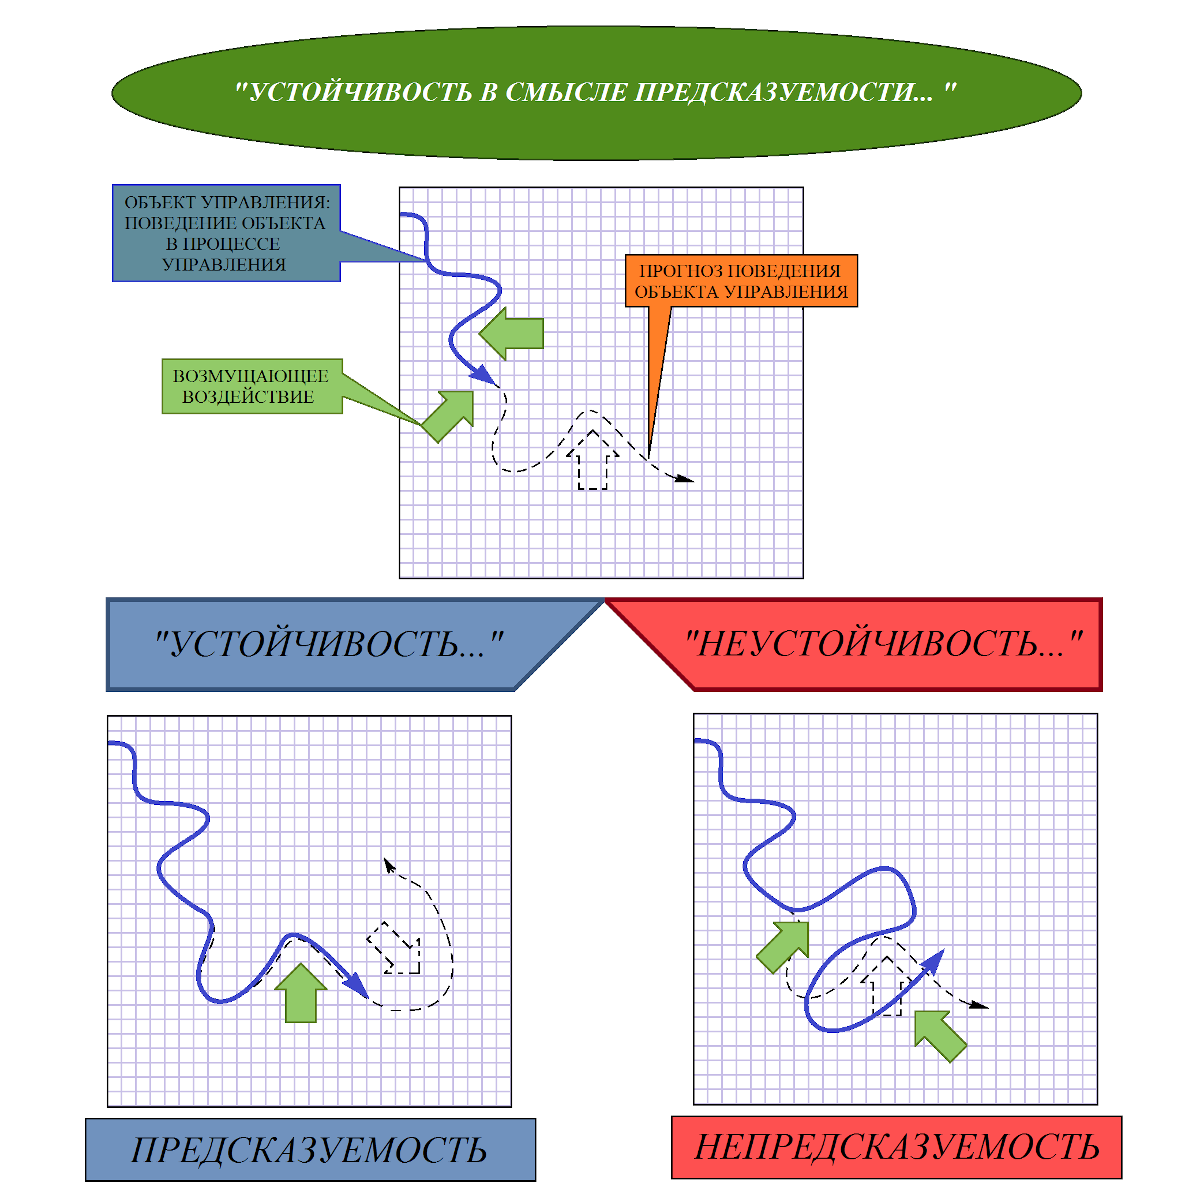 "УСТОЙЧИВОСТЬ В СМЫСЛЕ ПРЕДСКАЗУЕМОСТИ... "
ОБЪЕКТ УПРАВЛЕНИЯ:
ПОВЕДЕНИЕ ОБЪЕКТА
В ПРОЦЕССЕ
УПРАВЛЕНИЯ
ПРОГНОЗ ПОВЕДЕНИЯ
ОБЪЕКТА УПРАВЛЕНИЯ
ВОЗМУЩАЮЩЕЕ
ВОЗДЕЙСТВИЕ
"УСТОЙЧИВОСТЬ..."
"НЕУСТОЙЧИВОСТЬ..."
ПРЕДСКАЗУЕМОСТЬ
НЕПРЕДСКАЗУЕМОСТЬ